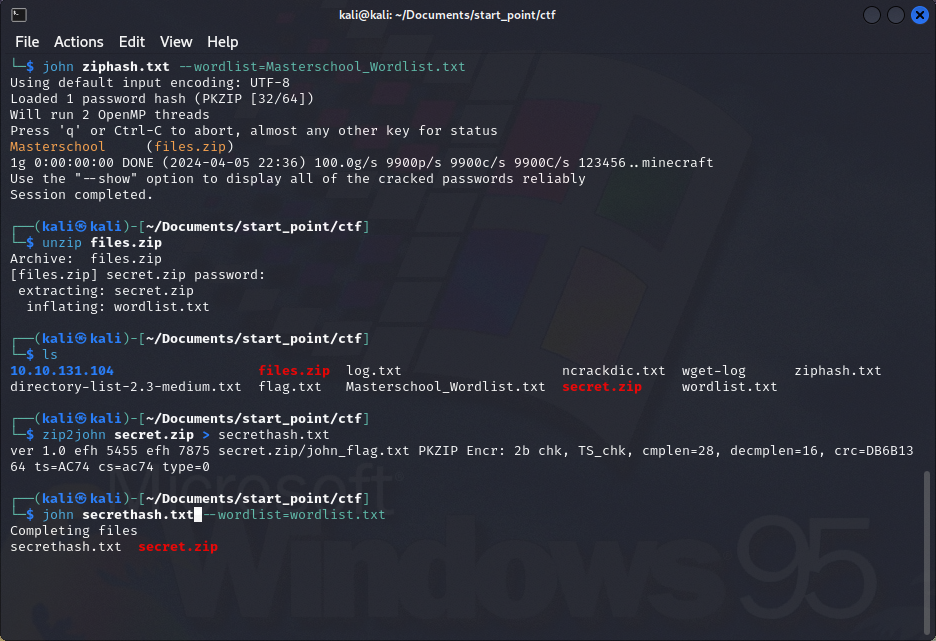 kali@kali: ~/Documents/start_point/ctf
File Actions Edit View Help
└─$ john ziphash.txt --wordlist=Masterschool_Wordlist.txt
Using default input encoding: UTF-8
Loaded 1 password hash (PKZIP [32/64])
Will run 2 OpenMP threads
Press 'q' or Ctrl-C to abort, almost any other key for status
Masterschool     (files.zip)
1g 0:00:00:00 DONE (2024-04-05 22:36) 100.0g/s 9900p/s 9900c/s 9900C/s 123456..minecraft
Use the "--show" option to display all of the cracked passwords reliably
Session completed.
┌──(kali㉿kali)-[~/Documents/start_point/ctf]
└─$ unzip files.zip
Archive:  files.zip
[files.zip] secret.zip password:
 extracting: secret.zip
  inflating: wordlist.txt
┌──(kali㉿kali)-[~/Documents/start_point/ctf]
└─$ ls
10.10.131.104                  files.zip  log.txt                    ncrackdic.txt  wget-log      ziphash.txt
directory-list-2.3-medium.txt  flag.txt   Masterschool_Wordlist.txt  secret.zip     wordlist.txt
┌──(kali㉿kali)-[~/Documents/start_point/ctf]
└─$ zip2john secret.zip > secrethash.txt
ver 1.0 efh 5455 efh 7875 secret.zip/john_flag.txt PKZIP Encr: 2b chk, TS_chk, cmplen=28, decmplen=16, crc=DB6B13
64 ts=AC74 cs=ac74 type=0
┌──(kali㉿kali)-[~/Documents/start_point/ctf]
└─$ john secrethash.txt --wordlist=wordlist.txt
Completing files
secrethash.txt  secret.zip
Microsoft
Windows 95